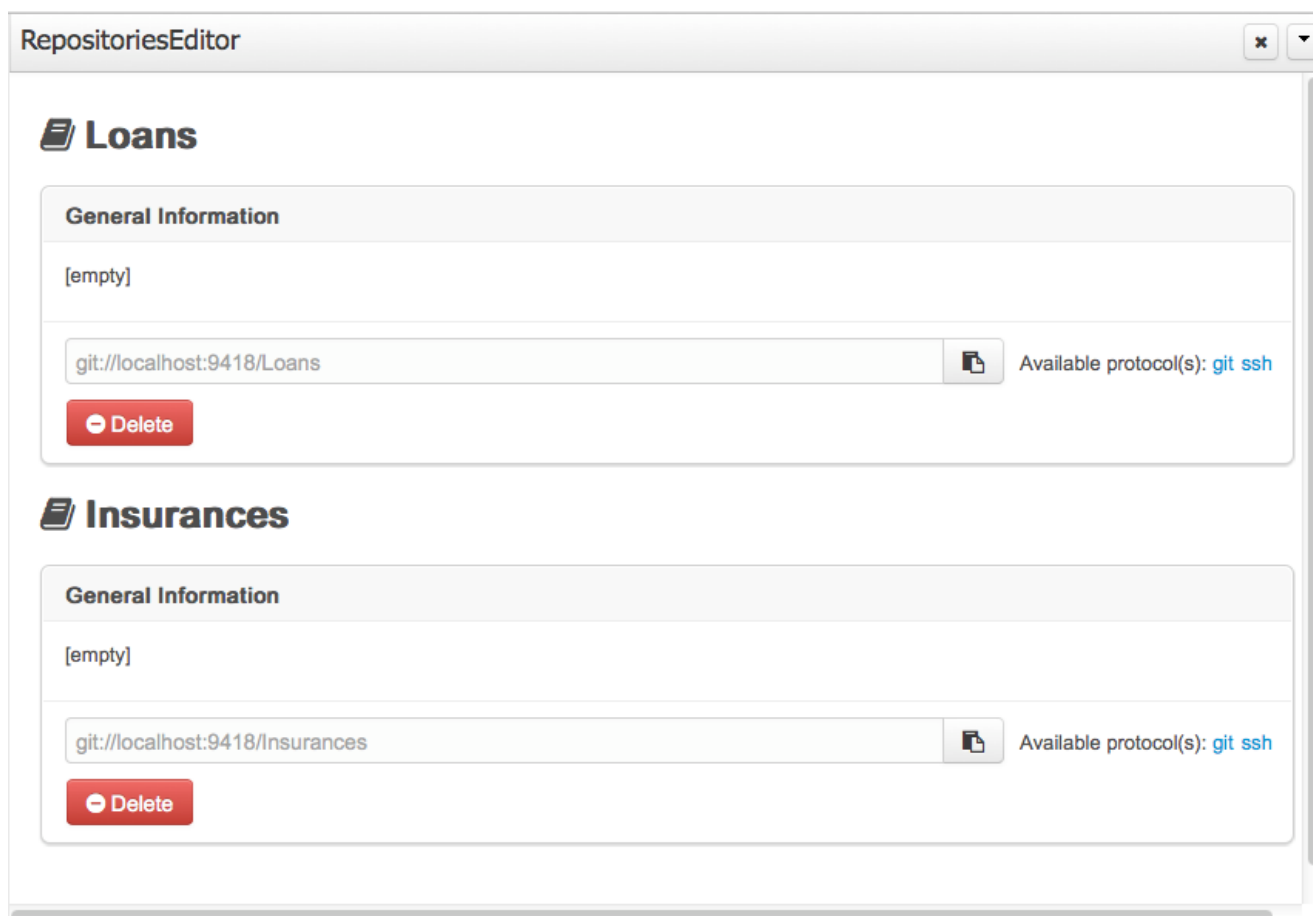 RepositoriesEditor
Loans
General Information
[empty]
git://localhost:9418/Loans Available protocol(s): git ssh
Delete
Insurances
General Information
[empty]
git://localhost:9418/Insurances Available protocol(s): git ssh
Delete